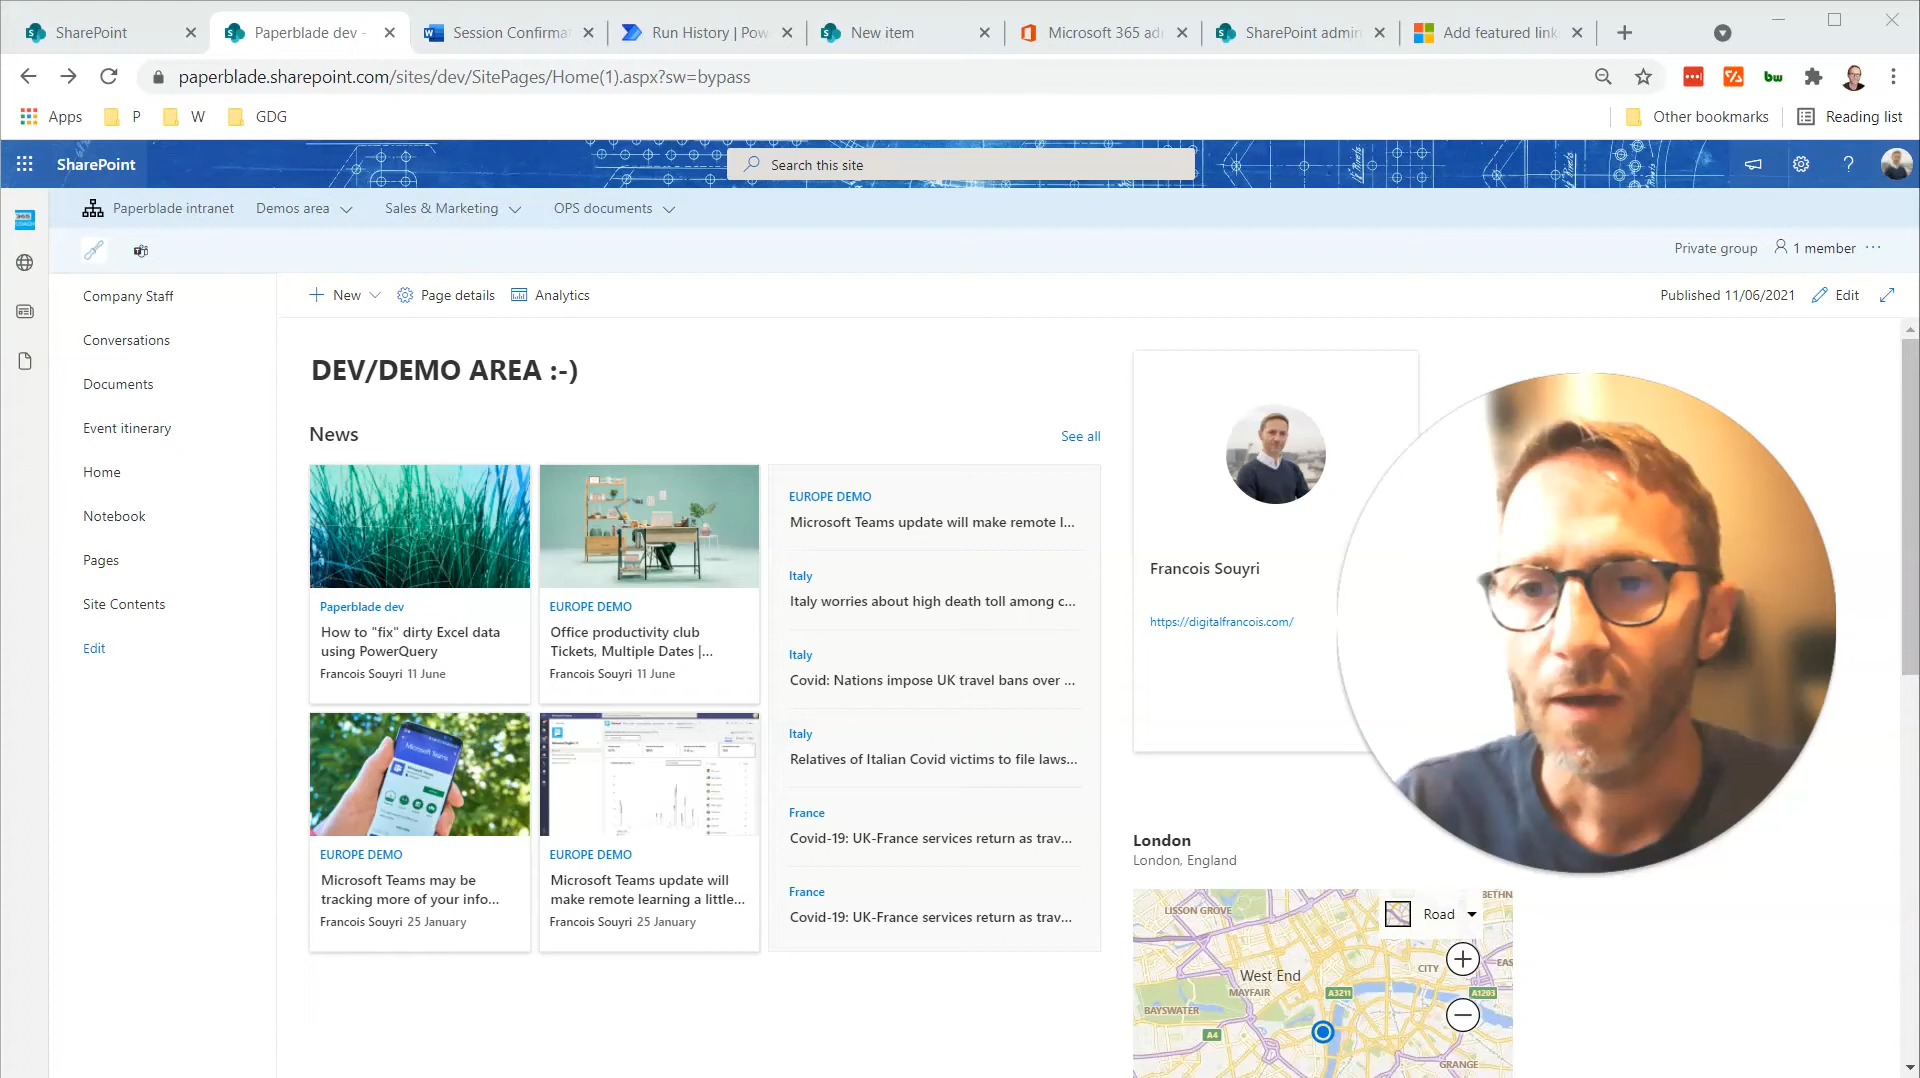 SharePoint
Paperblade dev -
Session Confirma
Run History | Pow
New item
Microsoft 365 ad
SharePoint admin
Add featured link
paperblade.sharepoint.com/sites/dev/SitePages/Home(1).aspx?sw=bypass
bw
Apps
P
W
GDG
Other bookmarks
Reading list
SharePoint
Search this site
Paperblade intranet
Demos area
Sales & Marketing
OPS documents
Private group
1 member
Company Staff
Conversations
Documents
Event itinerary
Home
Notebook
Pages
Site Contents
Edit
New
Page details
Analytics
Published 11/06/2021
Edit
DEV/DEMO AREA :-)
News
See all
Paperblade dev
How to "fix" dirty Excel data
using PowerQuery
Francois Souyri 11 June
EUROPE DEMO
Office productivity club
Tickets, Multiple Dates |...
Francois Souyri 11 June
Microsoft Teams
EUROPE DEMO
Microsoft Teams may be
tracking more of your info...
Francois Souyri 25 January
EUROPE DEMO
Microsoft Teams update will
make remote learning a little...
Francois Souyri 25 January
EUROPE DEMO
Microsoft Teams update will make remote l...
Italy
Italy worries about high death toll among c...
Italy
Covid: Nations impose UK travel bans over ...
Italy
Relatives of Italian Covid victims to file laws...
France
Covid-19: UK-France services return as trav...
France
Covid-19: UK-France services return as trav...
Francois Souyri
https://digitalfrancois.com/
London
London, England
LISSON GROVE
Road
BETHN
West End
MAYFAIR
CITY
EAS
A3211
A1203
BAYSWATER
A4
GRANGE